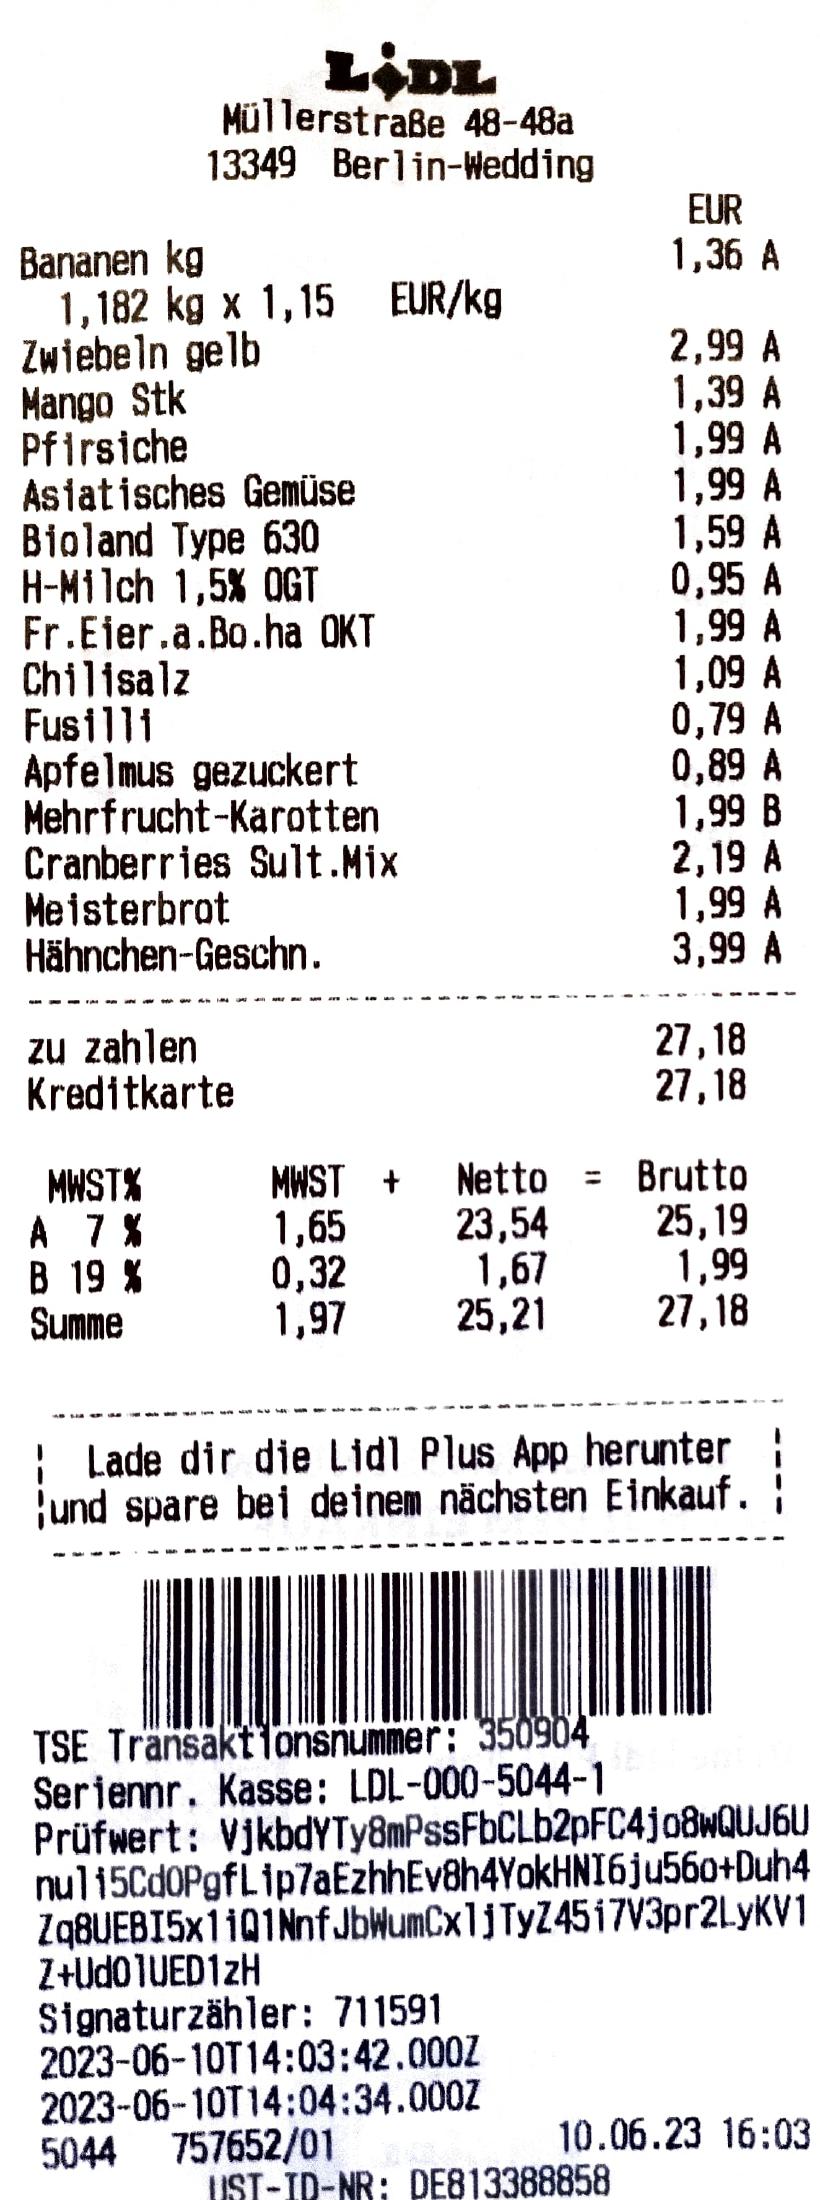 LiDL
Müllerstraße 48-48a
13349 Berlin-Wedding
EUR
Bananen kg 1,36 A
1,182 kg x 1,15 EUR/kg
Zwiebeln gelb 2,99 A
Mango Stk 1,39 A
Pfirsiche 1,99 A
Asiatisches Gemüse 1,99 A
Bioland Type 630 1,59 A
H-Milch 1,5% OGT 0,95 A
Fr.Eier.a.Bo.ha OKT 1,99 A
Chilisalz 1,09 A
Fusilli 0,79 A
Apfelmus gezuckert 0,89 A
Mehrfrucht-Karotten 1,99 B
Cranberries Sult.Mix 2,19 A
Meisterbrot 1,99 A
Hähnchen-Geschn. 3,99 A
zu zahlen 27,18
Kreditkarte 27,18
MWST% MWST + Netto = Brutto
A 7 % 1,65 23,54 25,19
B 19 % 0,32 1,67 1,99
Summe 1,97 25,21 27,18
Lade dir die Lidl Plus App herunter
und spare bei deinem nächsten Einkauf.
TSE Transaktionsnummer: 350904
Seriennr. Kasse: LDL-000-5044-1
Prüfwert: VjkbdYTy8mPssFbCLb2pFC4jo8wQUJ6U
nuli5CdOPgfLip7aEzhhEv8h4YokHNI6ju56o+Duh4
Zq8UEBI5x1iQ1NnfJbWumCxljTyZ45i7V3pr2LyKV1
Z+UdOlUED1zH
Signaturzähler: 711591
2023-06-10T14:03:42.000Z
2023-06-10T14:04:34.000Z
5044 757652/01 10.06.23 16:03
UST-ID-NR: DE813388858